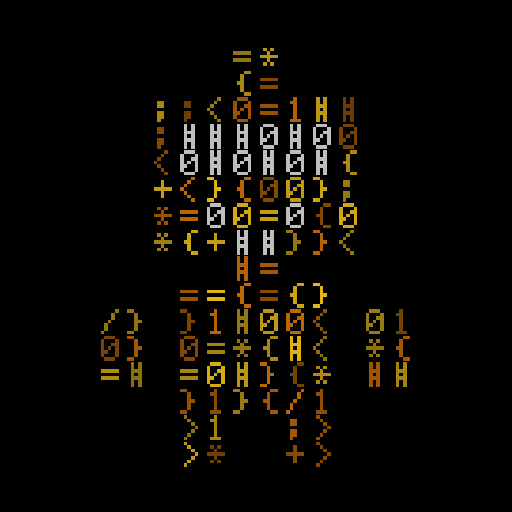 =*
{=
;;<0=1HH
;HHH0H00
<0H0H0H{
+<}{00};
*=00=0{0
*{+HH}}<
H=
=={={}
/} }1H00< 01
0} 0=*{H< *{
=H =0H}{* HH
}1}{/1
>1 ;>
>* +>